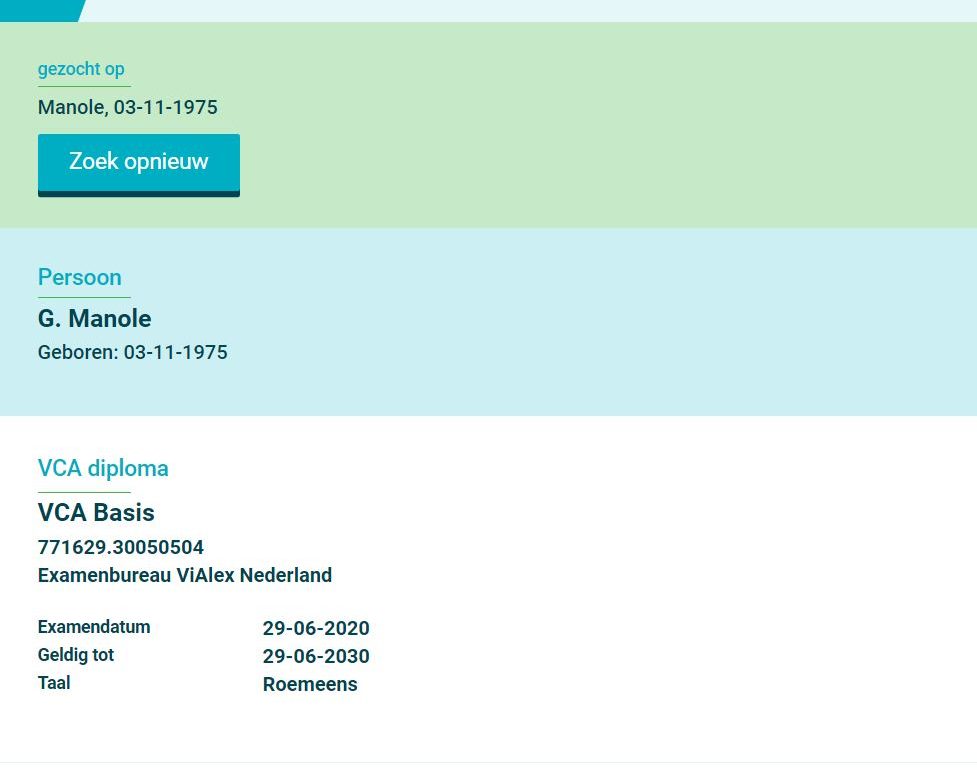 gezocht op
Manole, 03-11-1975
Zoek opnieuw
Persoon
G. Manole
Geboren: 03-11-1975
VCA diploma
VCA Basis
771629.30050504
Examenbureau ViAlex Nederland
Examendatum 29-06-2020
Geldig tot 29-06-2030
Taal Roemeens